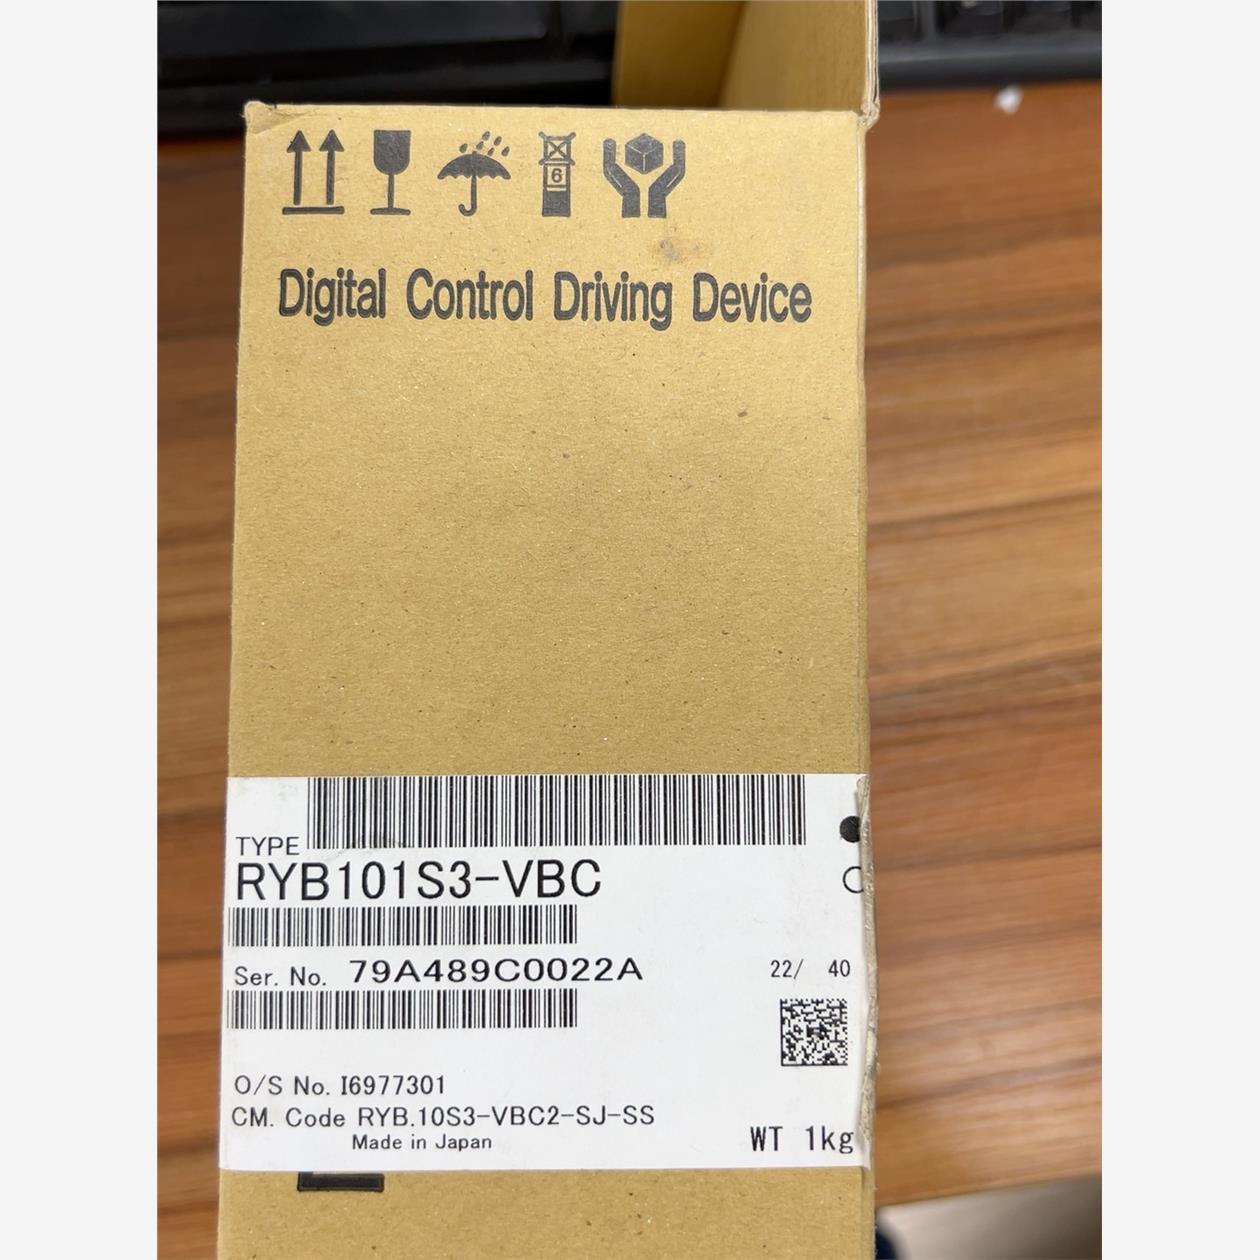 6
Digital Control Driving Device
TYPE
RYB101S3-VBC
Ser. No. 79A489C0022A 22/ 40
O/S No. I6977301
CM. Code RYB.10S3-VBC2-SJ-SS
Made in Japan
WT 1kg